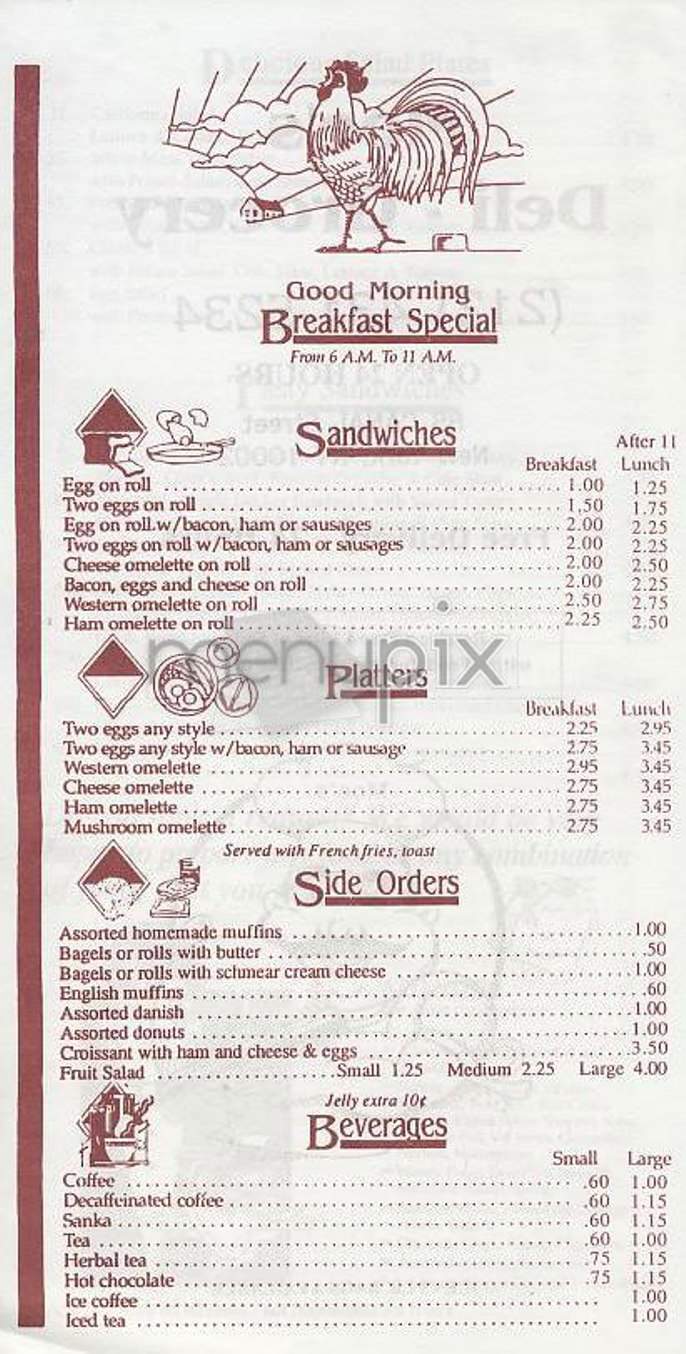 Good Morning
Breakfast Special
From 6 A.M. To 11 A.M.
Sandwiches
After 11
Breakfast Lunch
Egg on roll 1.00 1.25
Two eggs on roll 1.50 1.75
Egg on roll.w/bacon, ham or sausages 2.00 2.25
Two eggs on roll w/bacon, ham or sausages 2.00 2.25
Cheese omelette on roll 2.00 2.50
Bacon, eggs and cheese on roll 2.00 2.25
Western omelette on roll 2.50 2.75
Ham omelette on roll 2.25 2.50
menupix
Platters
Breakfast Lunch
Two eggs any style 2.25 2.95
Two eggs any style w/bacon, ham or sausage 2.75 3.45
Western omelette 2.95 3.45
Cheese omelette 2.75 3.45
Ham omelette 2.75 3.45
Mushroom omelette 2.75 3.45
Served with French fries, toast
Side Orders
Assorted homemade muffins 1.00
Bagels or rolls with butter .50
Bagels or rolls with schmear cream cheese 1.00
English muffins .60
Assorted danish 1.00
Assorted donuts 1.00
Croissant with ham and cheese & eggs 3.50
Fruit Salad Small 1.25 Medium 2.25 Large 4.00
Jelly extra 10¢
Beverages
Small Large
Coffee .60 1.00
Decaffeinated coffee .60 1.15
Sanka .60 1.15
Tea .60 1.00
Herbal tea .75 1.15
Hot chocolate .75 1.15
Ice coffee 1.00
Iced tea 1.00